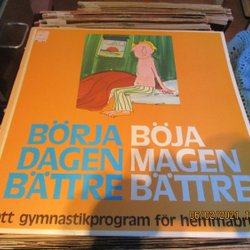 BÖRJA BÖJA
DAGEN MAGEN
BÄTTRE BÄTTRE
ett gymnastikprogram för hemmabruk